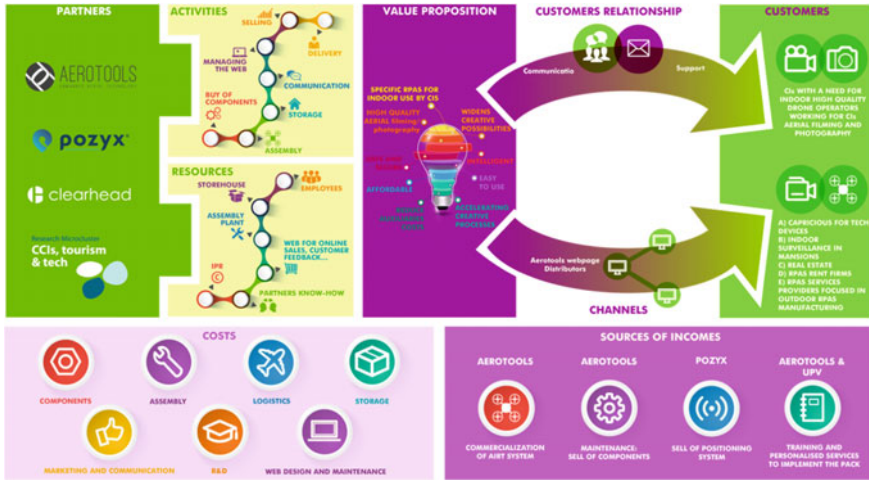 PARTNERS
AEROTOOLS
pozyx
clearhead
Research Microcluster
CCIs, tourism
& tech
ACTIVITIES
SELLING
DELIVERY
MANAGING
THE WEB
COMMUNICATION
BUY OF
COMPONENTS
STORAGE
ASSEMBLY
RESOURCES
STOREHOUSE
EMPLOYEES
ASSEMBLY
PLANT
WEB FOR ONLINE
SALES, CUSTOMER
FEEDBACK...
IPR
PARTNERS KNOW-HOW
VALUE PROPOSITION
SPECIFIC RPAS FOR
INDOOR USE BY CIS
HIGH QUALITY
AERIAL filming/
photography
WIDENS
CREATIVE
POSSIBILITIES
INTELLIGENT
EASY
TO USE
AFFORDABLE
ACCELERATING
CREATIVE
PROCESSES
CUSTOMERS RELATIONSHIP
Communicatio
Support
Aerotools webpage
Distributors
CHANNELS
CUSTOMERS
CIs WITH A NEED FOR
INDOOR HIGH QUALITY
DRONE OPERATORS
WORKING FOR CIs
AERIAL FILMING AND
PHOTOGRAPHY
A) CAPRICIOUS FOR TECH
DEVICES
B) INDOOR
SURVEILLANCE IN
MANSIONS
C) REAL ESTATE
D) RPAS RENT FIRMS
E) RPAS SERVICES
PROVIDERS FOCUSED IN
OUTDOOR RPAS
MANUFACTURING
COSTS
COMPONENTS
ASSEMBLY
LOGISTICS
STORAGE
MARKETING AND COMMUNICATION
R&D
WEB DESIGN AND MAINTENANCE
SOURCES OF INCOMES
AEROTOOLS
COMMERCIALIZATION
OF AIRT SYSTEM
AEROTOOLS
MAINTENANCE:
SELL OF COMPONENTS
POZYX
SELL OF POSITIONING
SYSTEM
AEROTOOLS &
UPV
TRAINING AND
PERSONALISED SERVICES
TO IMPLEMENT THE PACK